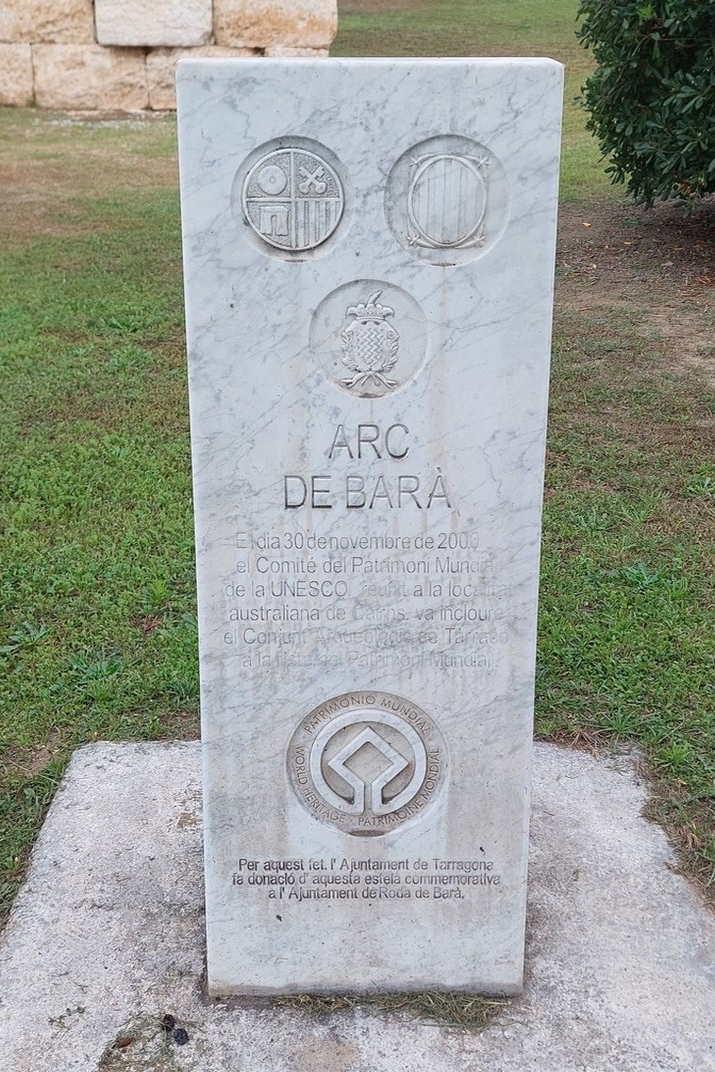 ARC
DE BARÀ
El dia 30 de novembre de 2000,
el Comitè del Patrimoni Mundial
de la UNESCO, reunit a la localitat
australiana de Cairns, va incloure
el Conjunt Arqueològic de Tàrraco
a la llista del Patrimoni Mundial.
PATRIMONIO MUNDIAL
WORLD HERITAGE · PATRIMOINE MONDIAL
Per aquest fet, l' Ajuntament de Tarragona
fa donació d' aquesta estela commemorativa
a l' Ajuntament de Roda de Barà.